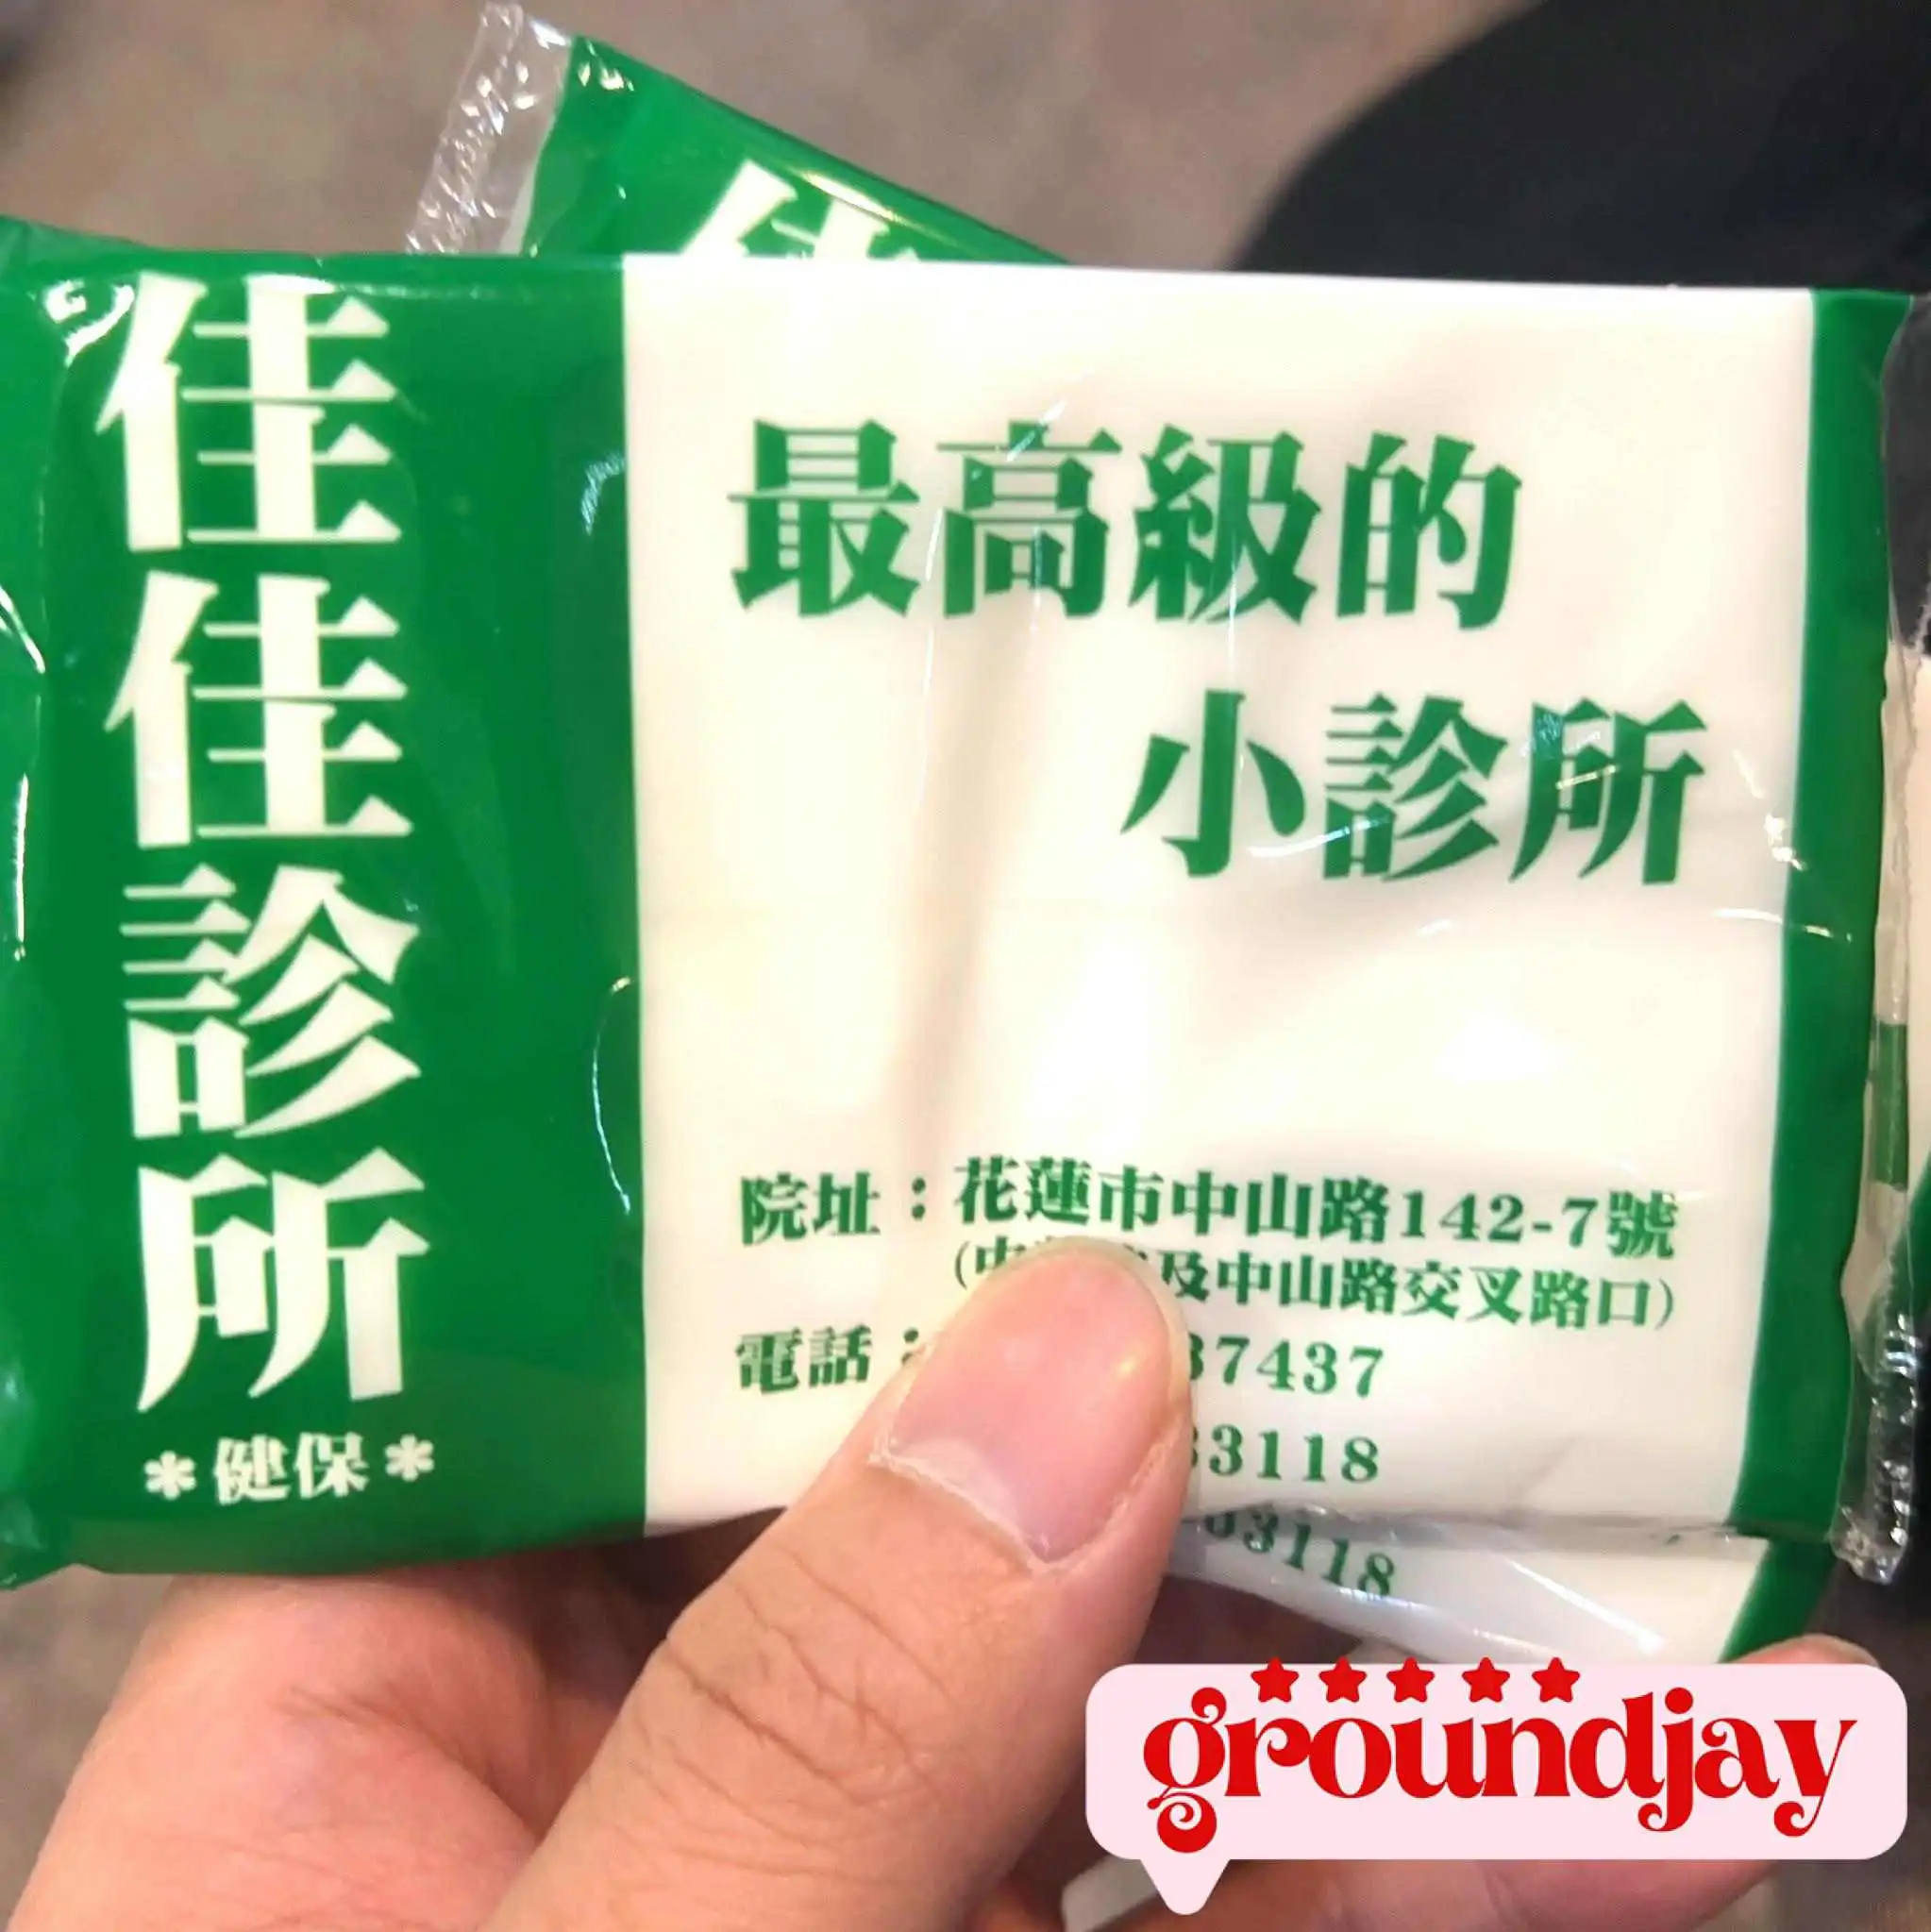 佳佳診所
*健保*
最高級的
小診所
院址：花蓮市中山路142-7號
及中山路交叉路口)
電話：
37437
33118
03118
groundjay